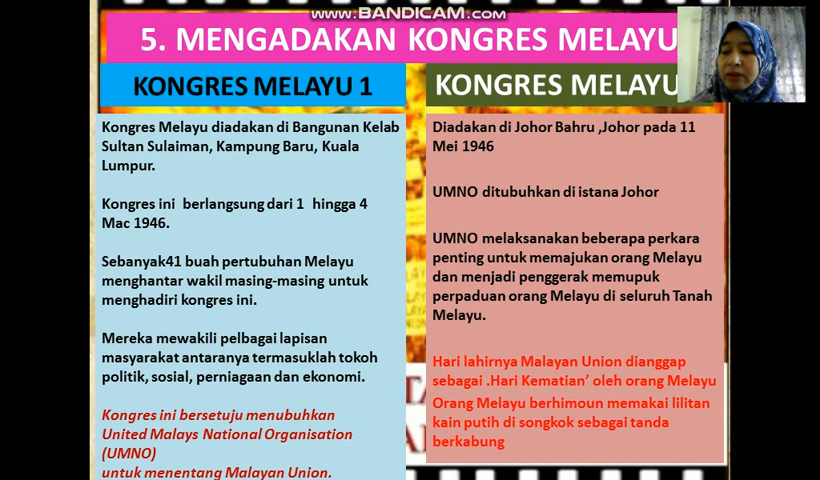 WWW.BANDICAM.COM
5. MENGADAKAN KONGRES MELAYU
KONGRES MELAYU 1
KONGRES MELAYU
Kongres Melayu diadakan di Bangunan Kelab
Sultan Sulaiman, Kampung Baru, Kuala
Lumpur.
Kongres ini berlangsung dari 1 hingga 4
Mac 1946.
Sebanyak41 buah pertubuhan Melayu
menghantar wakil masing-masing untuk
menghadiri kongres ini.
Mereka mewakili pelbagai lapisan
masyarakat antaranya termasuklah tokoh
politik, sosial, perniagaan dan ekonomi.
Kongres ini bersetuju menubuhkan
United Malays National Organisation
(UMNO)
untuk menentang Malayan Union.
Diadakan di Johor Bahru ,Johor pada 11
Mei 1946
UMNO ditubuhkan di istana Johor
UMNO melaksanakan beberapa perkara
penting untuk memajukan orang Melayu
dan menjadi penggerak memupuk
perpaduan orang Melayu di seluruh Tanah
Melayu.
Hari lahirnya Malayan Union dianggap
sebagai .Hari Kematian’ oleh orang Melayu
Orang Melayu berhimoun memakai lilitan
kain putih di songkok sebagai tanda
berkabung